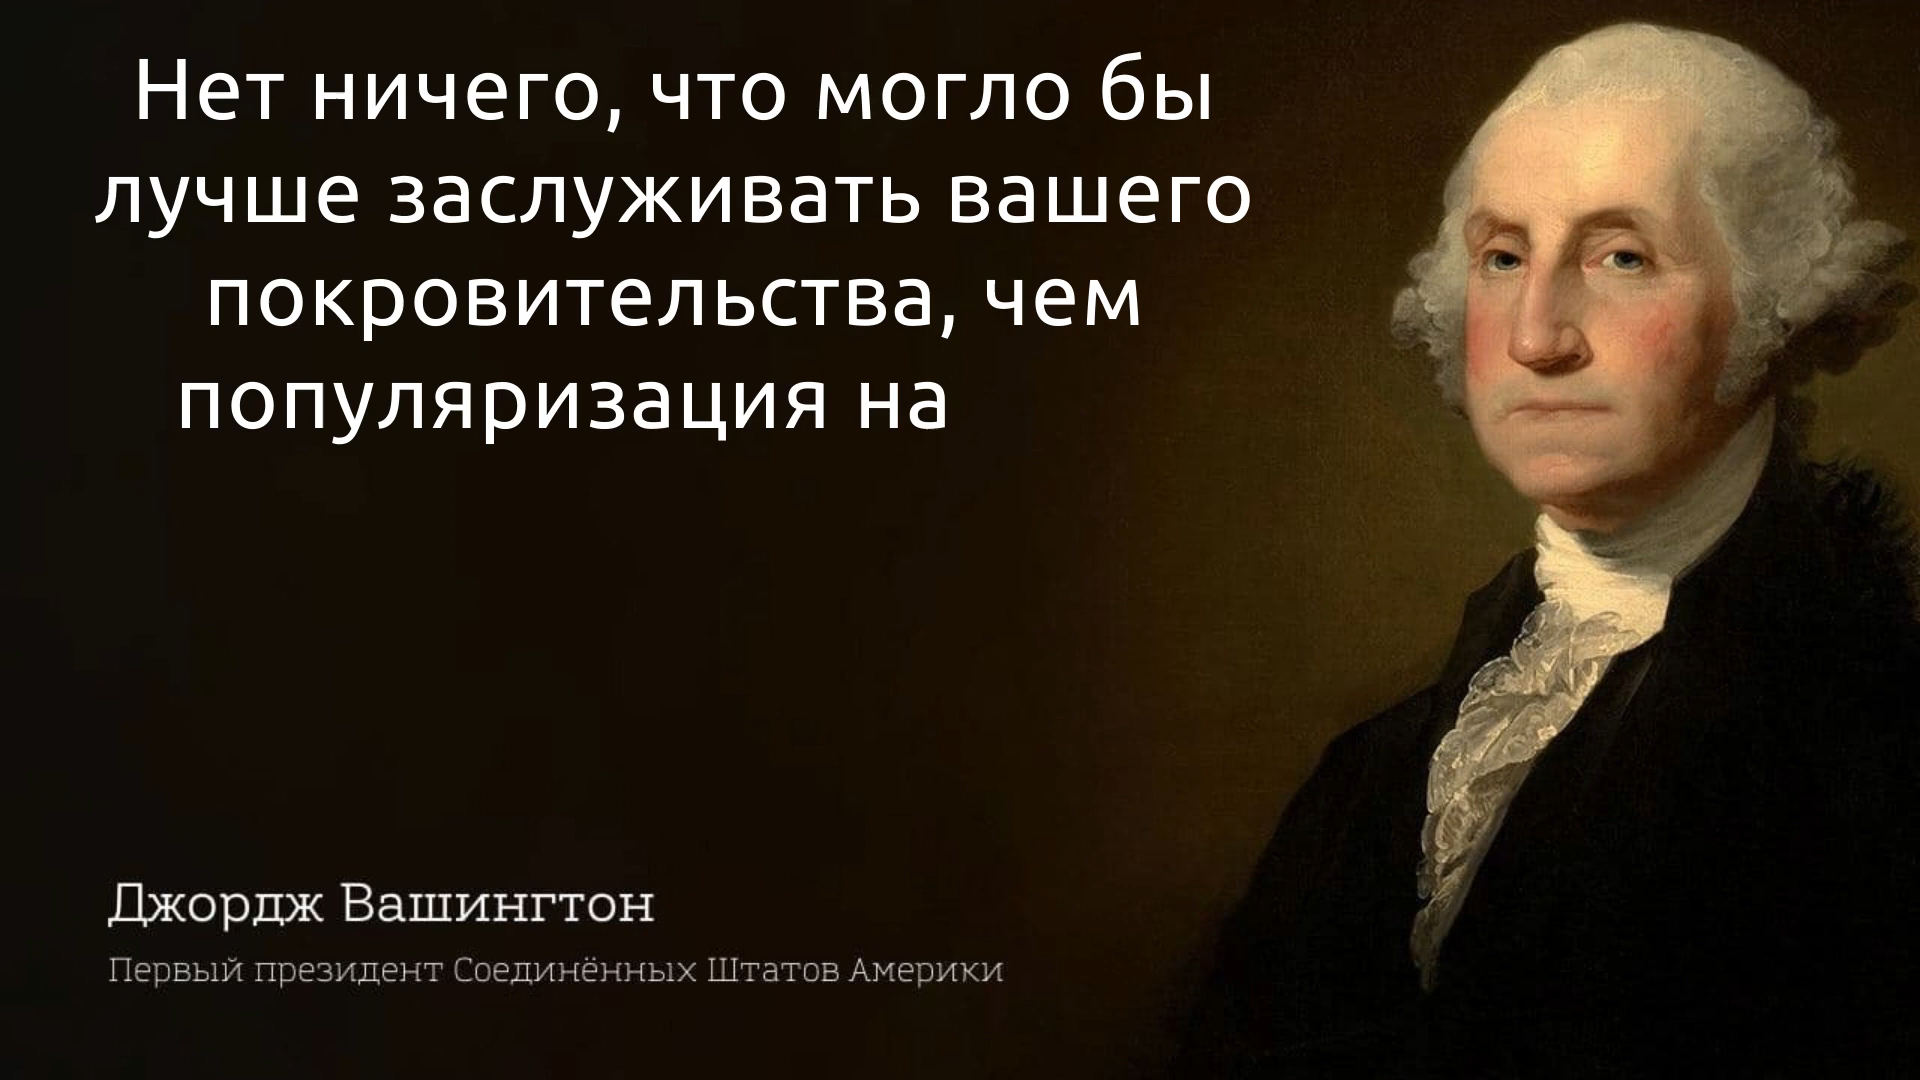 Нет ничего, что могло бы
лучше заслуживать вашего
покровительства, чем
популяризация на
Джордж Вашингтон
Первый президент Соединённых Штатов Америки